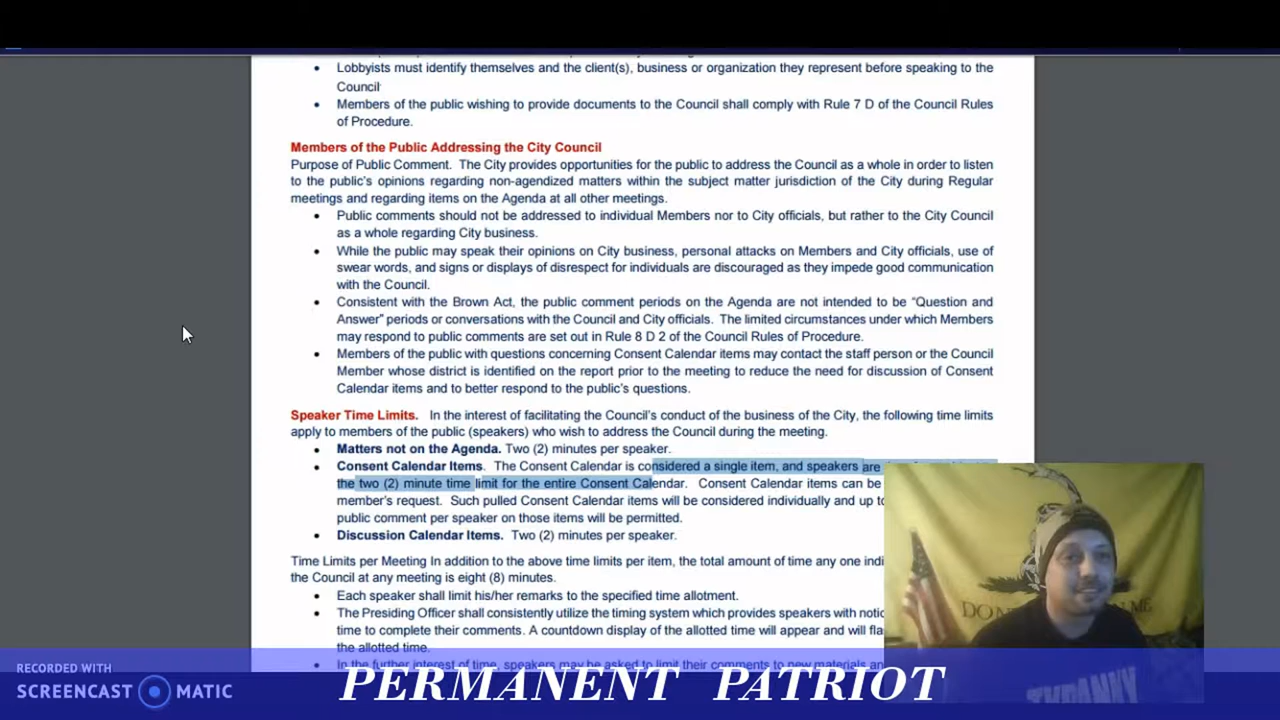 Lobbyists must identify themselves and the client(s), business or organization they represent before speaking to the
Council
Members of the public wishing to provide documents to the Council shall comply with Rule 7 D of the Council Rules
of Procedure.
Members of the Public Addressing the City Council
Purpose of Public Comment. The City provides opportunities for the public to address the Council as a whole in order to listen
to the public's opinions regarding non-agendized matters within the subject matter jurisdiction of the City during Regular
meetings and regarding items on the Agenda at all other meetings.
Public comments should not be addressed to individual Members nor to City officials, but rather to the City Council
as a whole regarding City business.
While the public may speak their opinions on City business, personal attacks on Members and City officials, use of
swear words, and signs or displays of disrespect for individuals are discouraged as they impede good communication
with the Council.
Consistent with the Brown Act, the public comment periods on the Agenda are not intended to be "Question and
Answer" periods or conversations with the Council and City officials. The limited circumstances under which Members
may respond to public comments are set out in Rule 8 D 2 of the Council Rules of Procedure.
Members of the public with questions concerning Consent Calendar items may contact the staff person or the Council
Member whose district is identified on the report prior to the meeting to reduce the need for discussion of Consent
Calendar items and to better respond to the public's questions.
Speaker Time Limits. In the interest of facilitating the Council's conduct of the business of the City, the following time limits
apply to members of the public (speakers) who wish to address the Council during the meeting.
Matters not on the Agenda. Two (2) minutes per speaker.
Consent Calendar Items. The Consent Calendar is considered a single item, and speakers are
the two (2) minute time limit for the entire Consent Calendar. Consent Calendar items can be
member's request. Such pulled Consent Calendar items will be considered individually and up to
public comment per speaker on those items will be permitted.
Discussion Calendar Items. Two (2) minutes per speaker.
Time Limits per Meeting In addition to the above time limits per item, the total amount of time any one
the Council at any meeting is eight (8) minutes.
Each speaker shall limit his/her remarks to the specified time allotment.
The Presiding Officer shall consistently utilize the timing system which provides speakers with
time to complete their comments. A countdown display of the allotted time will appear and will
the allotted time.
In the further interest of time, speakers may be asked to limit their comments to new materials and
DON
ME
TYRANNY
RECORDED WITH
SCREENCAST MATIC
PERMANENT PATRIOT